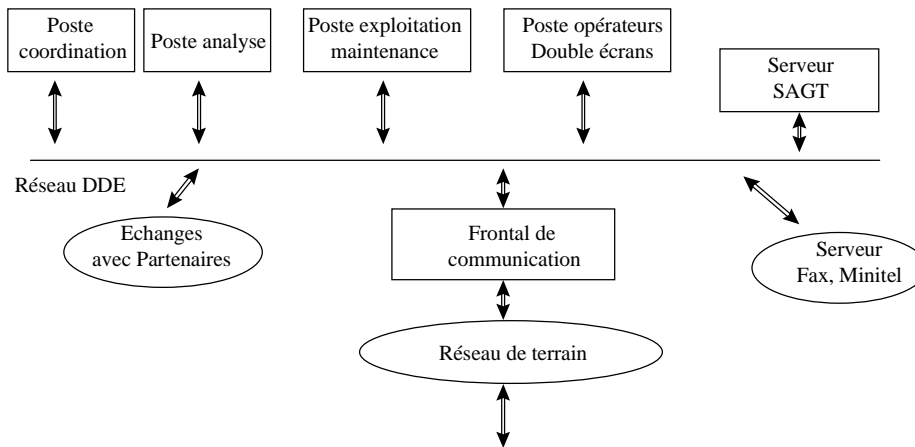 Poste
coordination
Poste analyse
Poste exploitation
maintenance
Poste opérateurs
Double écrans
Serveur
SAGT
Réseau DDE
Echanges
avec Partenaires
Frontal de
communication
Serveur
Fax, Minitel
Réseau de terrain